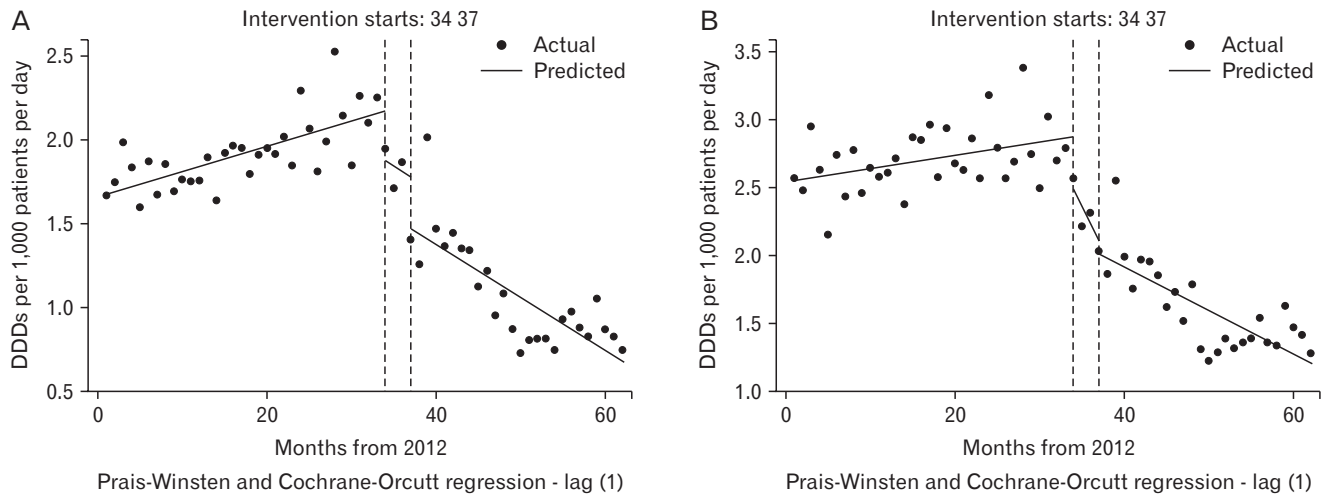 A
Intervention starts: 34 37
Actual
Predicted
DDDs per 1,000 patients per day
2.5
2.0
1.5
1.0
0.5
0 20 40 60
Months from 2012
Prais-Winsten and Cochrane-Orcutt regression - lag (1)
B
Intervention starts: 34 37
Actual
Predicted
DDDs per 1,000 patients per day
3.5
3.0
2.5
2.0
1.5
1.0
0 20 40 60
Months from 2012
Prais-Winsten and Cochrane-Orcutt regression - lag (1)